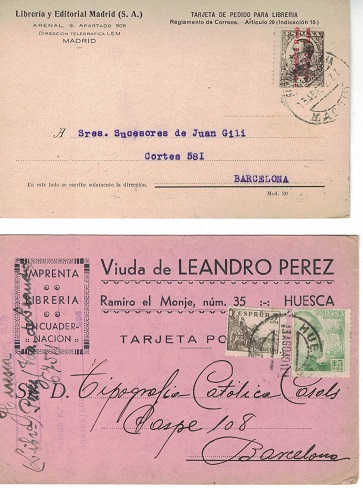 Librería y Editorial Madrid (S. A.)
ARENAL, 9. APARTADO 908
DIRECCIÓN TELEGRÁFICA LEM
MADRID
TARJETA DE PEDIDO PARA LIBRERIA
Reglamento de Correos. - Artículo 29 (Indicación 10.)
A Sres. Sucesores de Juan Gili
Cortes 581
BARCELONA
En este lado se escribe solamente la dirección.
Mod. 20
IMPRENTA
LIBRERIA
ENCUADER-
NACION
Viuda de LEANDRO PEREZ
Ramiro el Monje, núm. 35 :-: HUESCA
TARJETA PO
S. D. Tipografia Católica Casals
Caspe 108
Barcelona